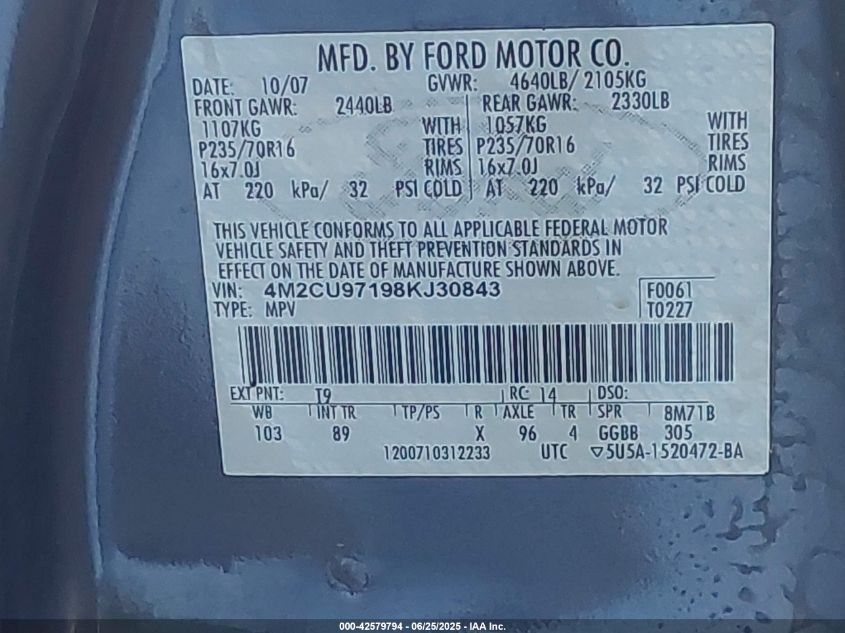 MFD. BY FORD MOTOR CO.
DATE: 10/07 GVWR: 4640LB/ 2105KG
FRONT GAWR: 2440LB REAR GAWR: 2330LB
1107KG WITH 1057KG WITH
P235/70R16 TIRES P235/70R16 TIRES
16x7.0J RIMS 16x7.0J RIMS
AT 220 kPa/ 32 PSI COLD AT 220 kPa/ 32 PSI COLD
THIS VEHICLE CONFORMS TO ALL APPLICABLE FEDERAL MOTOR
VEHICLE SAFETY AND THEFT PREVENTION STANDARDS IN
EFFECT ON THE DATE OF MANUFACTURE SHOWN ABOVE.
VIN: 4M2CU97198KJ30843 F0061
TYPE: MPV T0227
EXT PNT: T9 RC: 14 DSO:
WB INT TR TP/PS R AXLE TR SPR 8M71B
103 89 X 96 4 GGBB 305
1200710312233 UTC ▽5U5A-1520472-BA
000-42579794 - 06/25/2025 - IAA Inc.